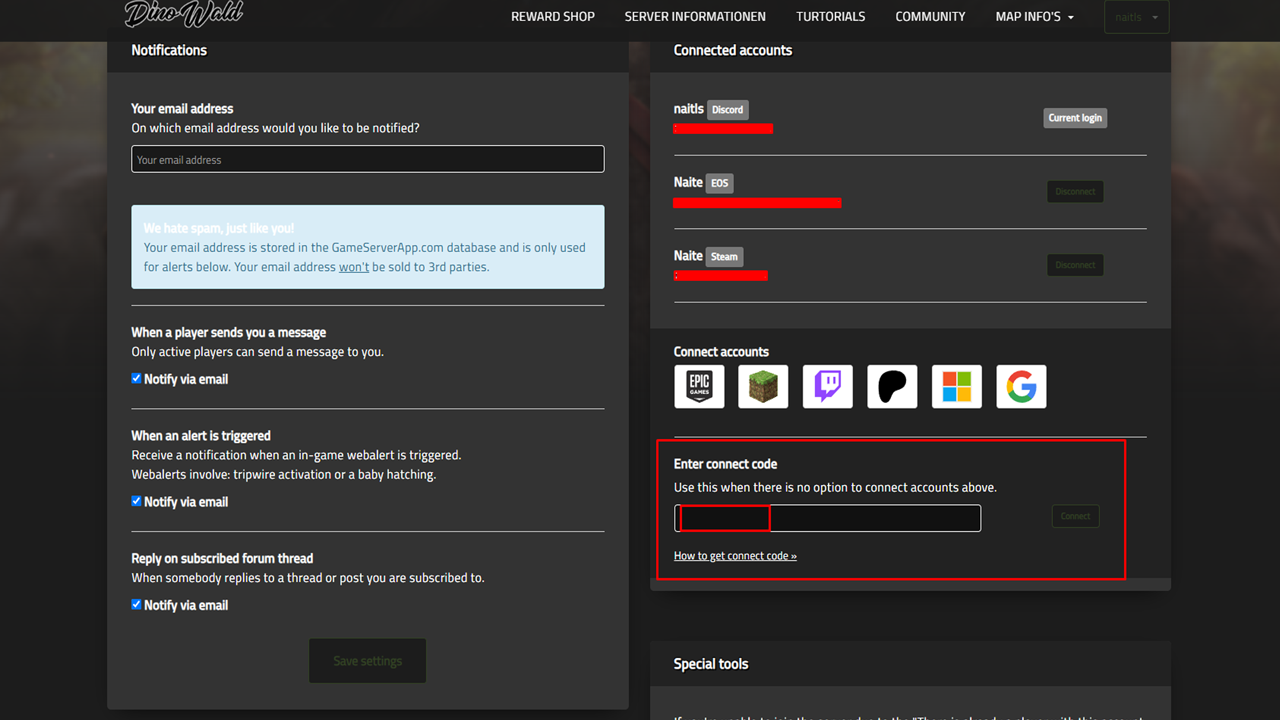 Dino Wald
REWARD SHOP
SERVER INFORMATIONEN
TURTORIALS
COMMUNITY
MAP INFO'S
naitls
Notifications
Your email address
On which email address would you like to be notified?
Your email address
We hate spam, just like you!
Your email address is stored in the GameServerApp.com database and is only used
for alerts below. Your email address won't be sold to 3rd parties.
When a player sends you a message
Only active players can send a message to you.
Notify via email
When an alert is triggered
Receive a notification when an in-game webalert is triggered.
Webalerts involve: tripwire activation or a baby hatching.
Notify via email
Reply on subscribed forum thread
When somebody replies to a thread or post you are subscribed to.
Notify via email
Save settings
Connected accounts
naitls Discord
Current login
Naite EOS
Disconnect
Naite Steam
Disconnect
Connect accounts
EPIC
GAMES
Enter connect code
Use this when there is no option to connect accounts above.
Connect
How to get connect code »
Special tools